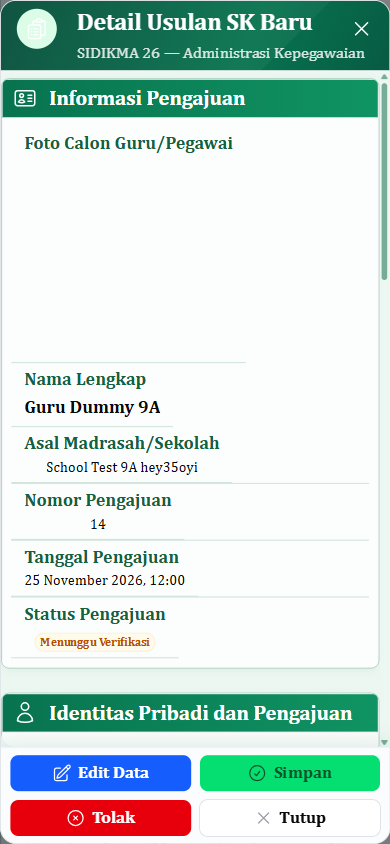 Detail Usulan SK Baru
SIDIKMA 26 — Administrasi Kepegawaian
Informasi Pengajuan
Foto Calon Guru/Pegawai
Nama Lengkap
Guru Dummy 9A
Asal Madrasah/Sekolah
School Test 9A hey35oyi
Nomor Pengajuan
14
Tanggal Pengajuan
25 November 2026, 12:00
Status Pengajuan
Menunggu Verifikasi
Identitas Pribadi dan Pengajuan
Edit Data
Simpan
Tolak
Tutup